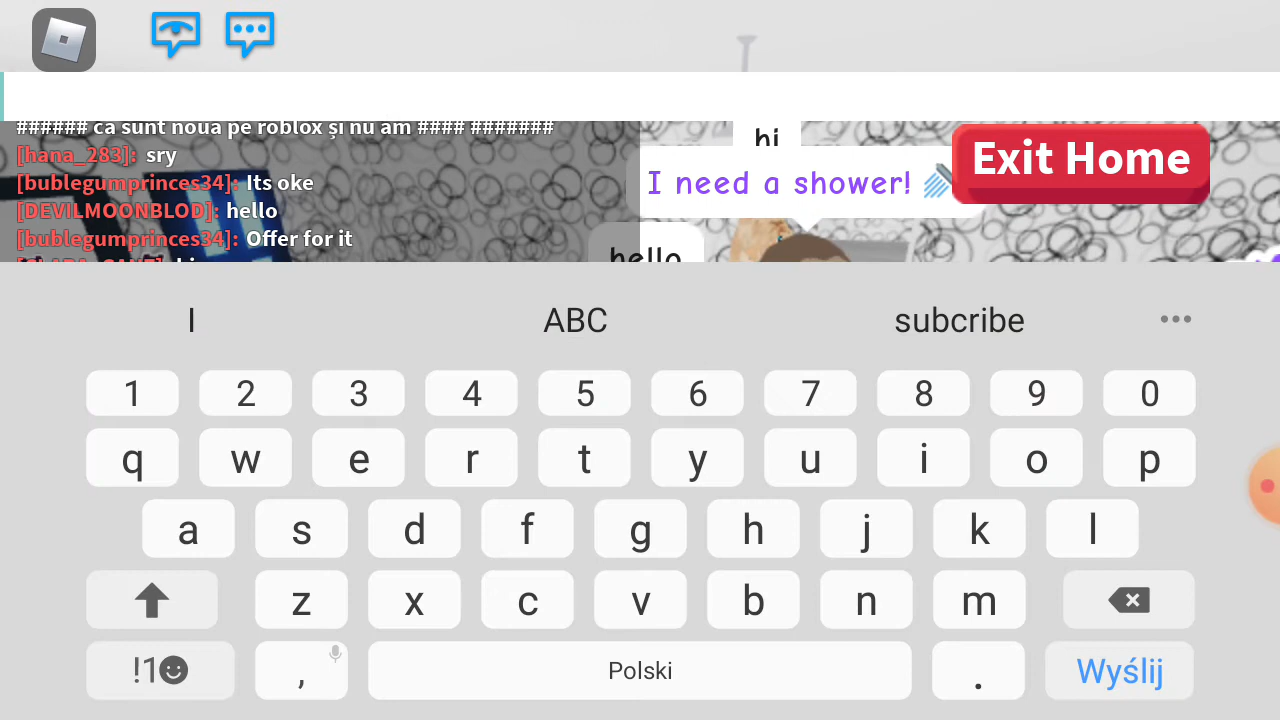 ###### ca sunt noua pe roblox și nu am #### #######
[hana_283]: sry
[bublegumprinces34]: Its oke
[DEVILMOONBLOD]: hello
[bublegumprinces34]: Offer for it
hi
I need a shower!
hello
Exit Home
I ABC subcribe
1 2 3 4 5 6 7 8 9 0
q w e r t y u i o p
a s d f g h j k l
z x c v b n m
!1 , Polski . Wyślij